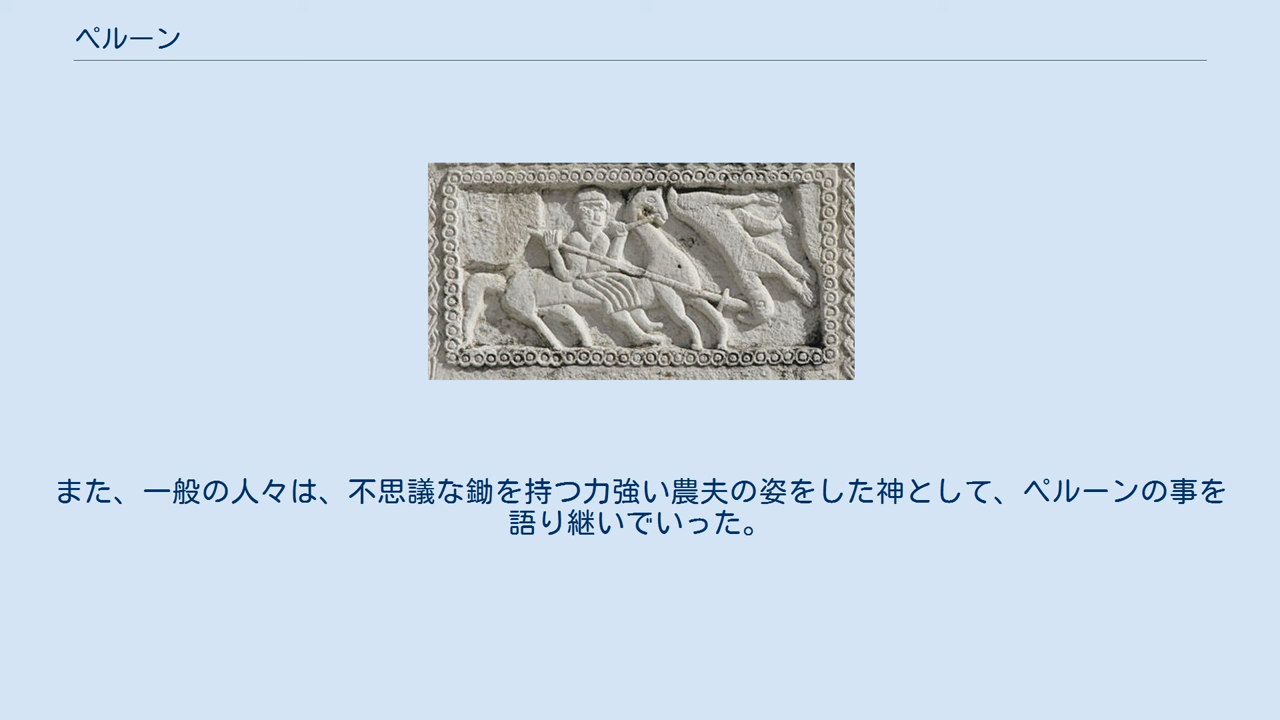 ペルーン
また、一般の人々は、不思議な鋤を持つ力強い農夫の姿をした神として、ペルーンの事を
語り継いでいった。